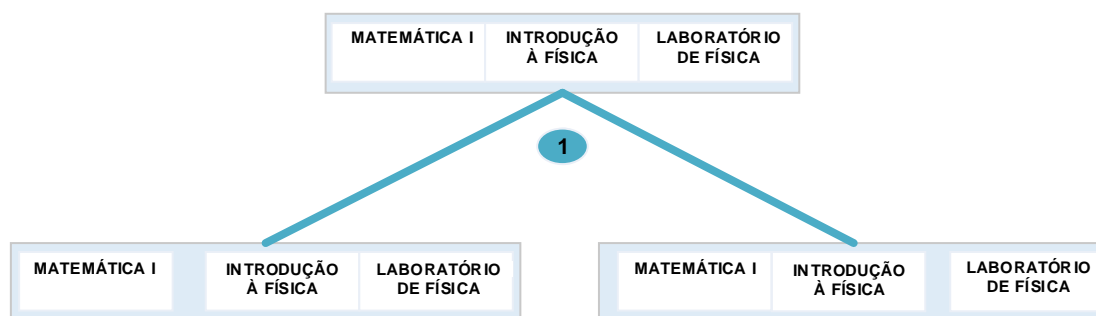 MATEMÁTICA I
INTRODUÇÃO
À FÍSICA
LABORATÓRIO
DE FÍSICA
1
MATEMÁTICA I
INTRODUÇÃO
À FÍSICA
LABORATÓRIO
DE FÍSICA
MATEMÁTICA I
INTRODUÇÃO
À FÍSICA
LABORATÓRIO
DE FÍSICA